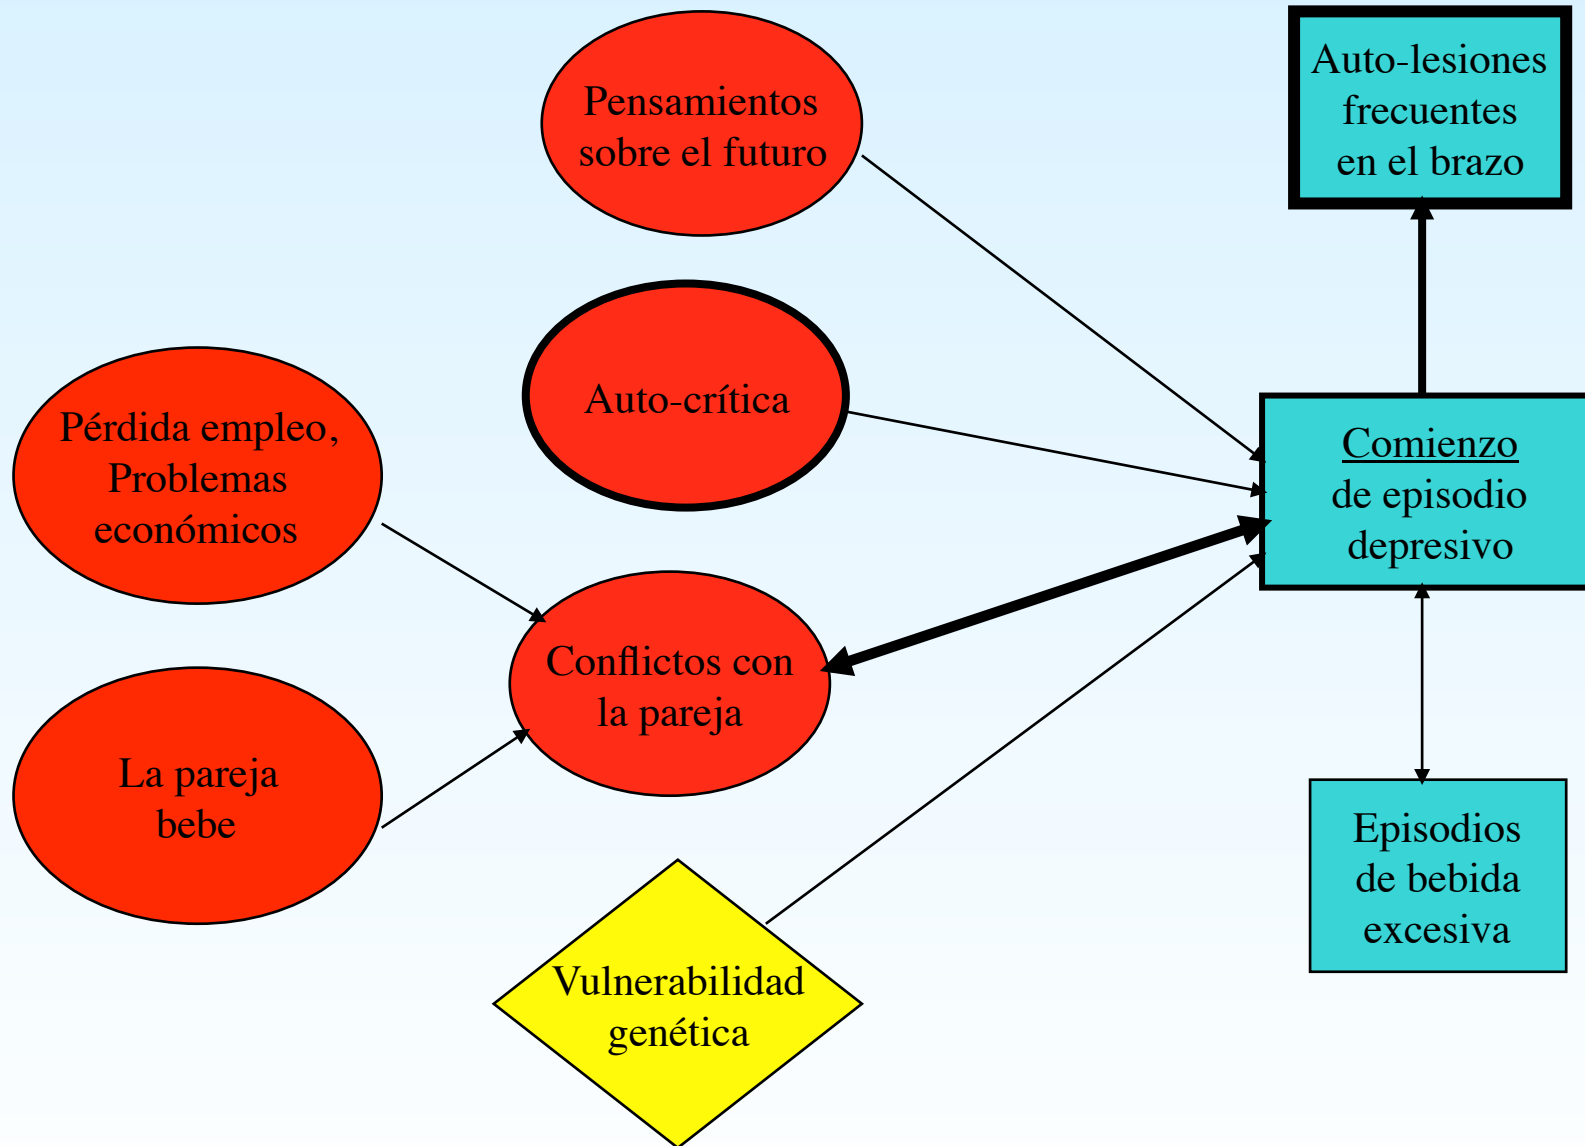 Pensamientos
sobre el futuro
Auto-lesiones
frecuentes
en el brazo
Auto-crítica
Pérdida empleo,
Problemas
económicos
Comienzo
de episodio
depresivo
Conflictos con
la pareja
La pareja
bebe
Episodios
de bebida
excesiva
Vulnerabilidad
genética